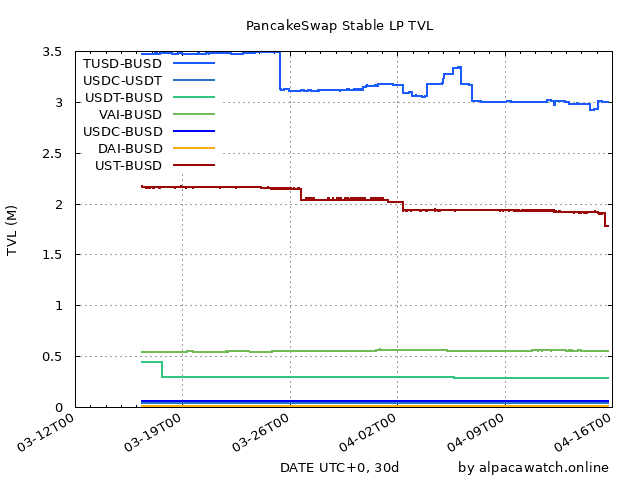 PancakeSwap Stable LP TVL
TVL (M)
3.5
3
2.5
2
1.5
1
0.5
0
TUSD-BUSD
USDC-USDT
USDT-BUSD
VAI-BUSD
USDC-BUSD
DAI-BUSD
UST-BUSD
03-12T00
03-19T00
03-26T00
04-02T00
04-09T00
04-16T00
DATE UTC+0, 30d
by alpacawatch.online